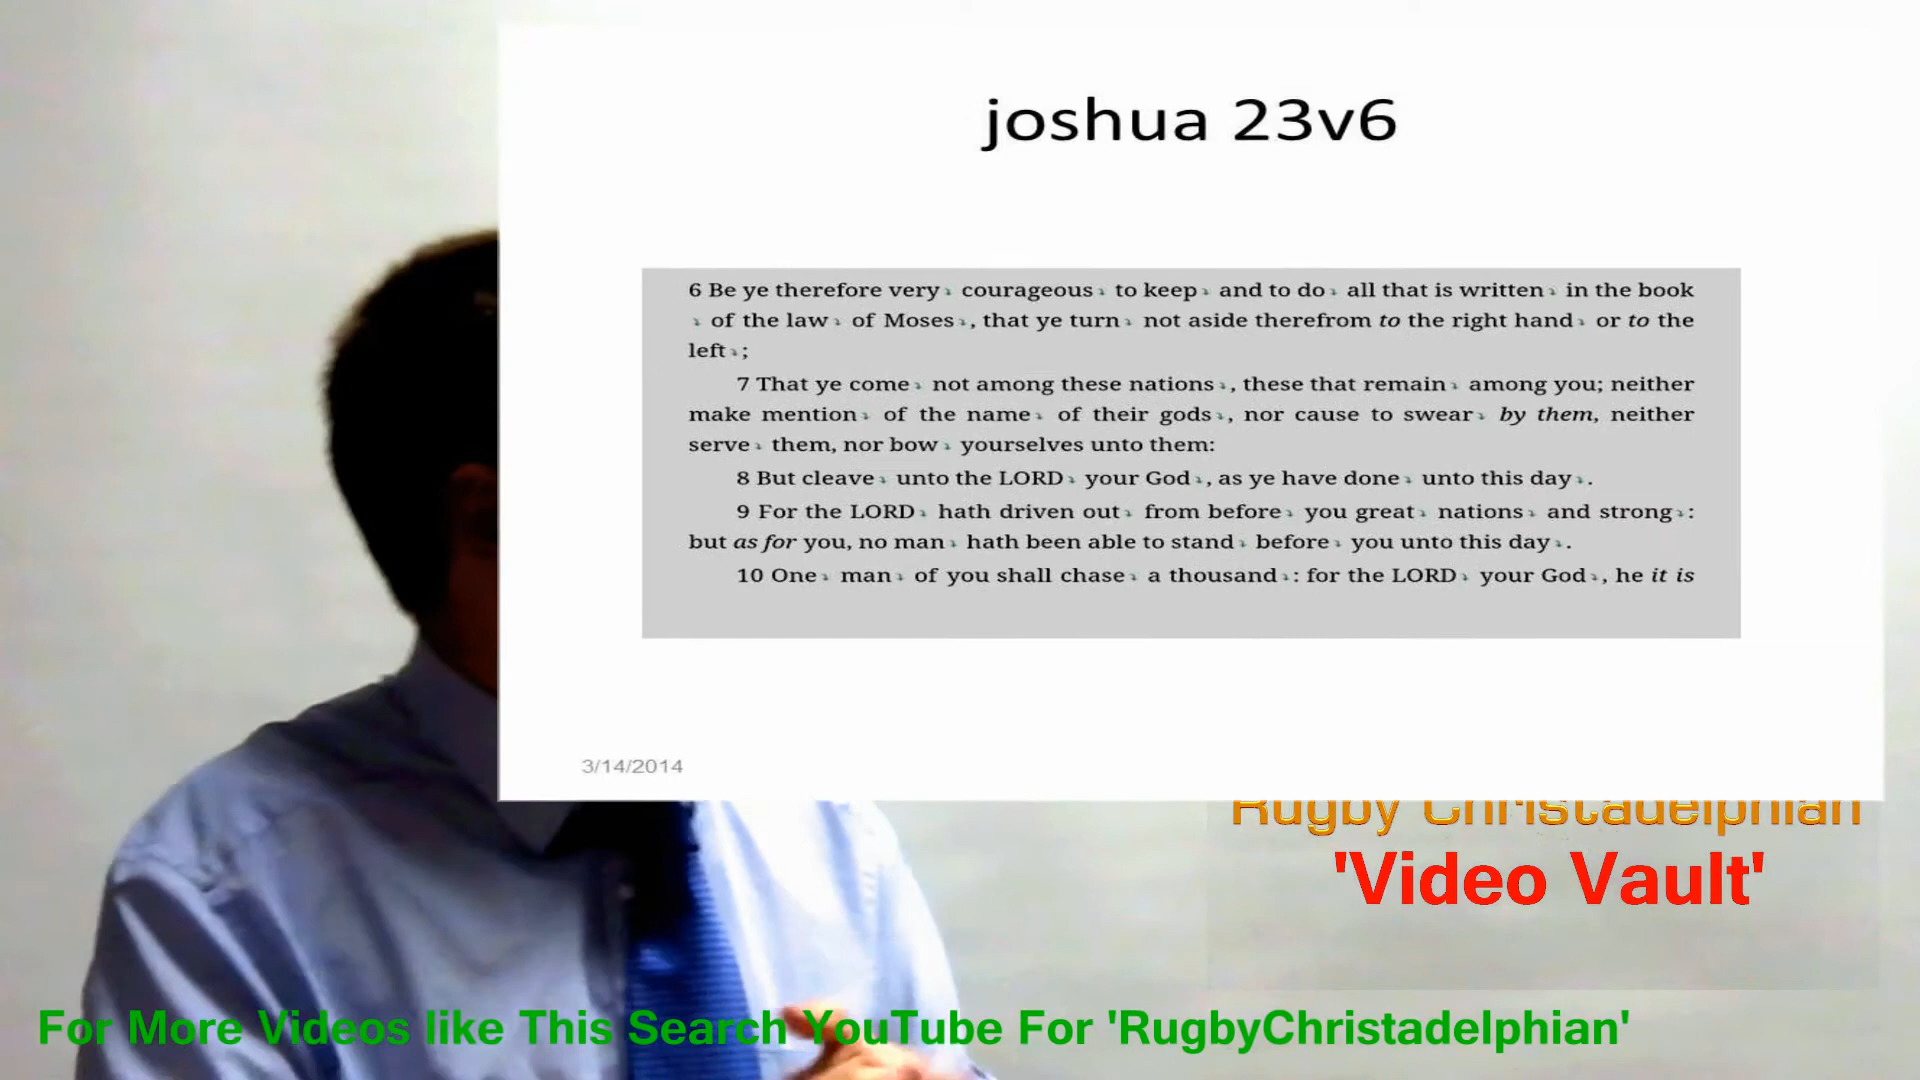 joshua 23v6
6 Be ye therefore very courageous to keep and to do all that is written in the book
of the law of Moses, that ye turn not aside therefrom to the right hand or to the
left;
7 That ye come not among these nations, these that remain among you; neither
make mention of the name of their gods, nor cause to swear by them, neither
serve them, nor bow yourselves unto them:
8 But cleave unto the LORD your God, as ye have done unto this day.
9 For the LORD hath driven out from before you great nations and strong:
but as for you, no man hath been able to stand before you unto this day.
10 One man of you shall chase a thousand: for the LORD your God, he it is
3/14/2014
Rugby Christadelphian
'Video Vault'
For More Videos like This Search YouTube For 'RugbyChristadelphian'